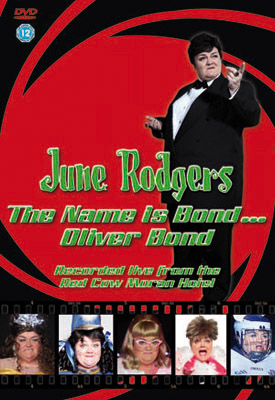 DVD
12
June Rodgers
The Name Is Bond...
Oliver Bond
Recorded live from the
Red Cow Moran Hotel